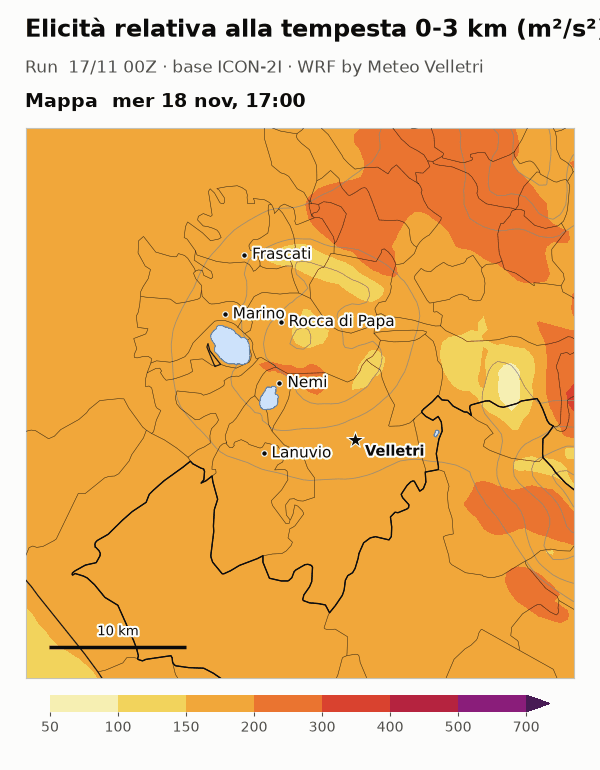 Elicità relativa alla tempesta 0-3 km (m²/s²)
Run 17/11 00Z · base ICON-2I · WRF by Meteo Velletri
Mappa mer 18 nov, 17:00
Frascati
Marino
Rocca di Papa
Nemi
Velletri
Lanuvio
10 km
50 100 150 200 300 400 500 700